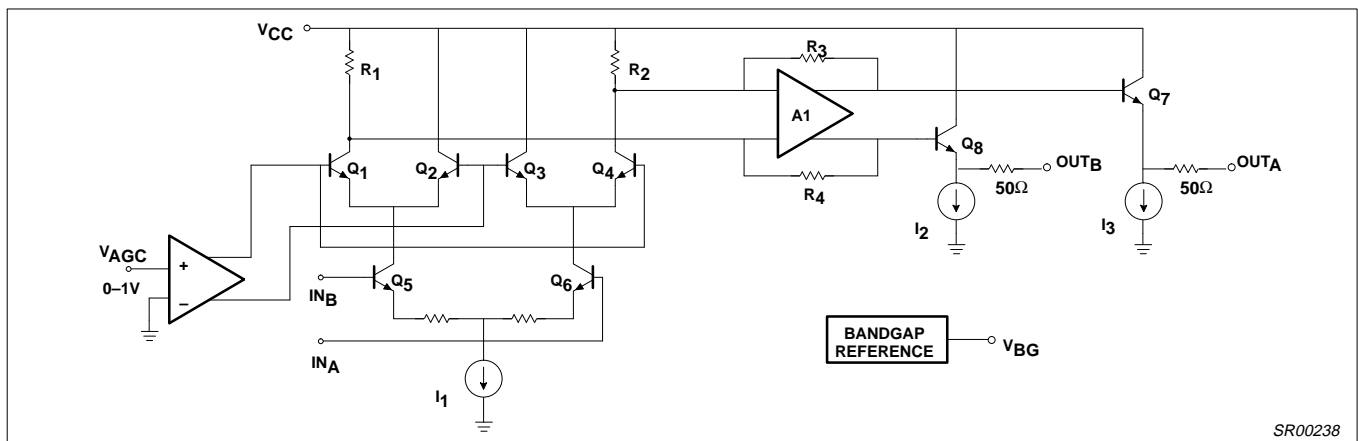 VCC
R1
R2
R3
A1
R4
Q7
Q8
Q1
Q2
Q3
Q4
50Ω
OUTB
50Ω
OUTA
I2
I3
VAGC
0–1V
+
–
INB
Q5
Q6
INA
I1
BANDGAP
REFERENCE
VBG
SR00238